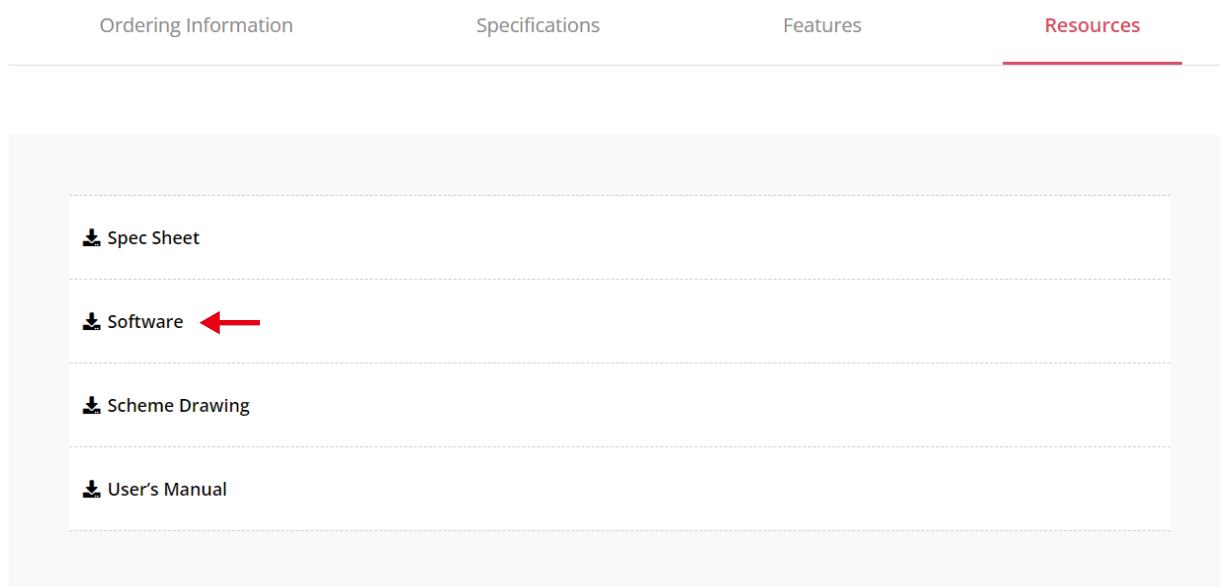 Ordering Information Specifications Features Resources
Spec Sheet
Software
Scheme Drawing
User’s Manual